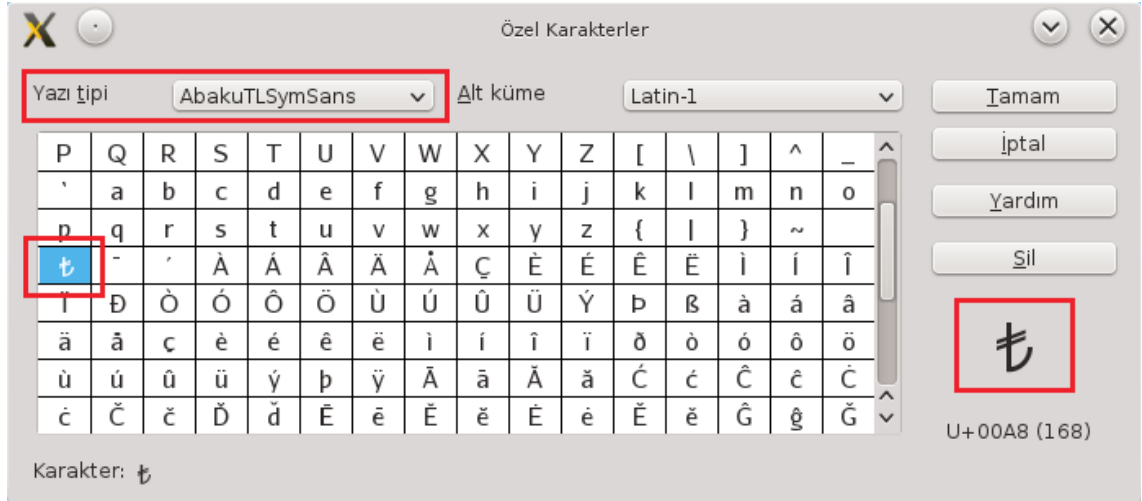 Özel Karakterler
Yazı tipi AbakuTLSymSans Alt küme Latin-1 Tamam
İptal
Yardım
Sil
P Q R S T U V W X Y Z [ \ ] ^ _
` a b c d e f g h i j k l m n o
p q r s t u v w x y z { | } ~
₺ ¯ ´ À Á Â Ä Å Ç È É Ê Ë Ì Í Î
Ï Ð Ò Ó Ô Ö Ù Ú Û Ü Ý Þ ß à á â
ä å ç è é ê ë ì í î ï ð ò ó ô ö
ù ú û ü ý þ ÿ Ā ā Ă ă Ć ć Ĉ ĉ Ċ
ċ Č č Ď ď Ē ē Ĕ ĕ Ė ė Ě ě Ĝ ĝ Ğ
₺
U+00A8 (168)
Karakter: ₺